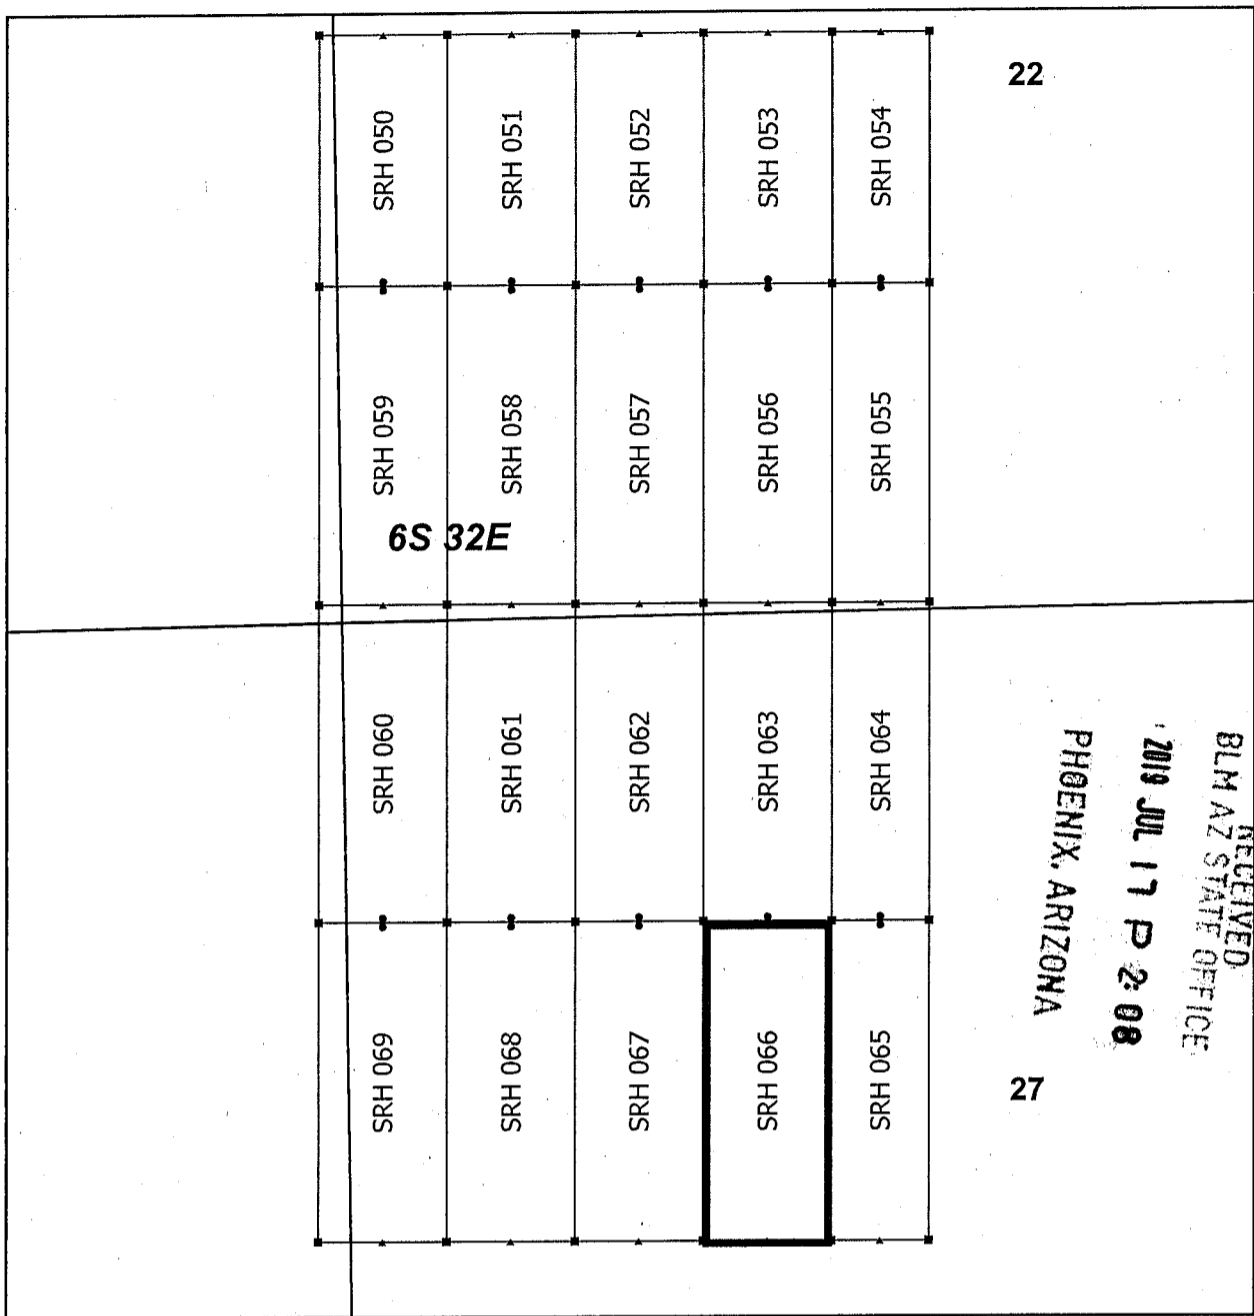 22
SRH 050
SRH 051
SRH 052
SRH 053
SRH 054
SRH 059
SRH 058
SRH 057
SRH 056
SRH 055
6S 32E
SRH 060
SRH 061
SRH 062
SRH 063
SRH 064
RECEIVED
BLM AZ STATE OFFICE
2019 JUL 17 P 2:08
PHOENIX, ARIZONA
SRH 069
SRH 068
SRH 067
SRH 066
SRH 065
27